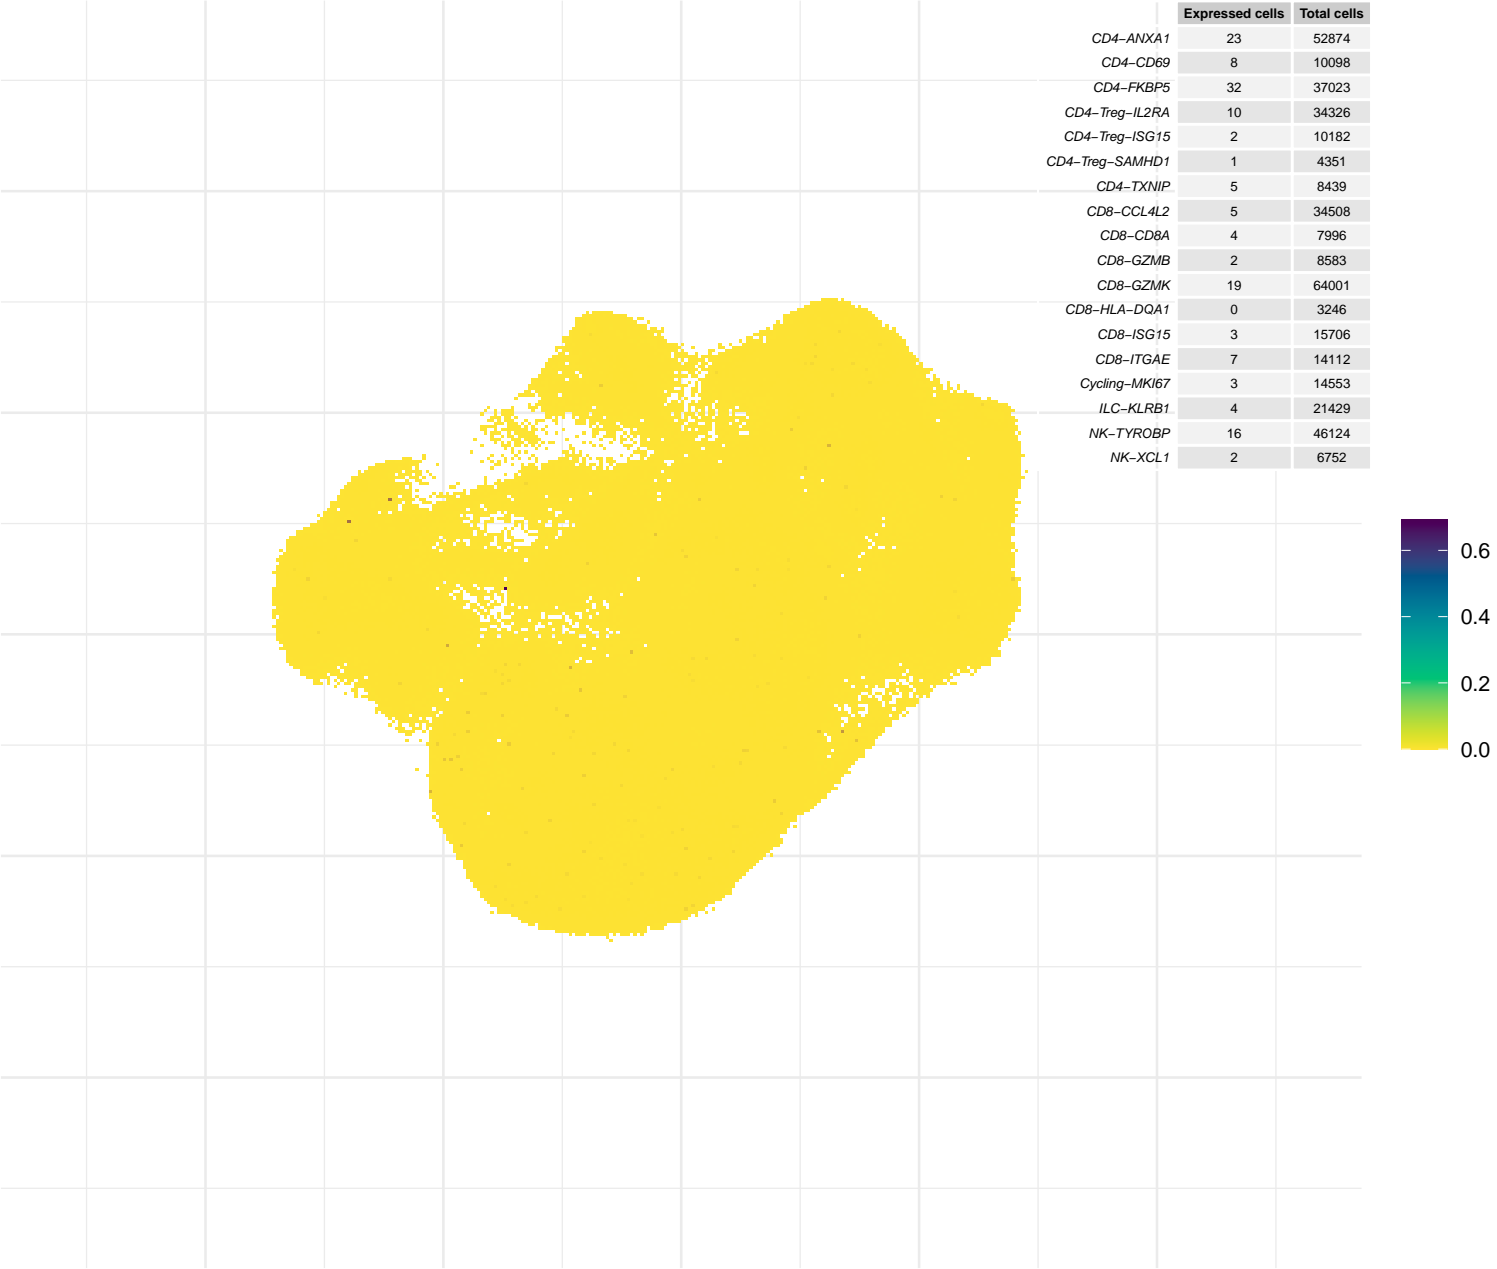 Expressed cells Total cells
CD4−ANXA1 23 52874
CD4−CD69 8 10098
CD4−FKBP5 32 37023
CD4−Treg−IL2RA 10 34326
CD4−Treg−ISG15 2 10182
CD4−Treg−SAMHD1 1 4351
CD4−TXNIP 5 8439
CD8−CCL4L2 5 34508
CD8−CD8A 4 7996
CD8−GZMB 2 8583
CD8−GZMK 19 64001
CD8−HLA−DQA1 0 3246
CD8−ISG15 3 15706
CD8−ITGAE 7 14112
Cycling−MKI67 3 14553
ILC−KLRB1 4 21429
NK−TYROBP 16 46124
NK−XCL1 2 6752
0.6
0.4
0.2
0.0